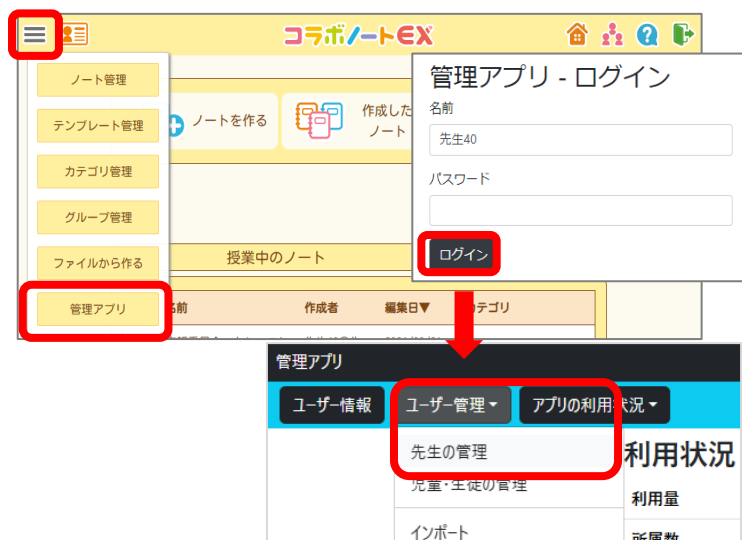 コラボノートEX
ノート管理
テンプレート管理
カテゴリ管理
グループ管理
ファイルから作る
管理アプリ
ノートを作る
作成した
ノート
授業中のノート
名前 作成者 編集日▼ カテゴリ
管理アプリ - ログイン
名前
先生40
パスワード
ログイン
管理アプリ
ユーザー情報 ユーザー管理 アプリの利用状況
先生の管理
児童・生徒の管理
インポート
利用状況
利用量
所属数